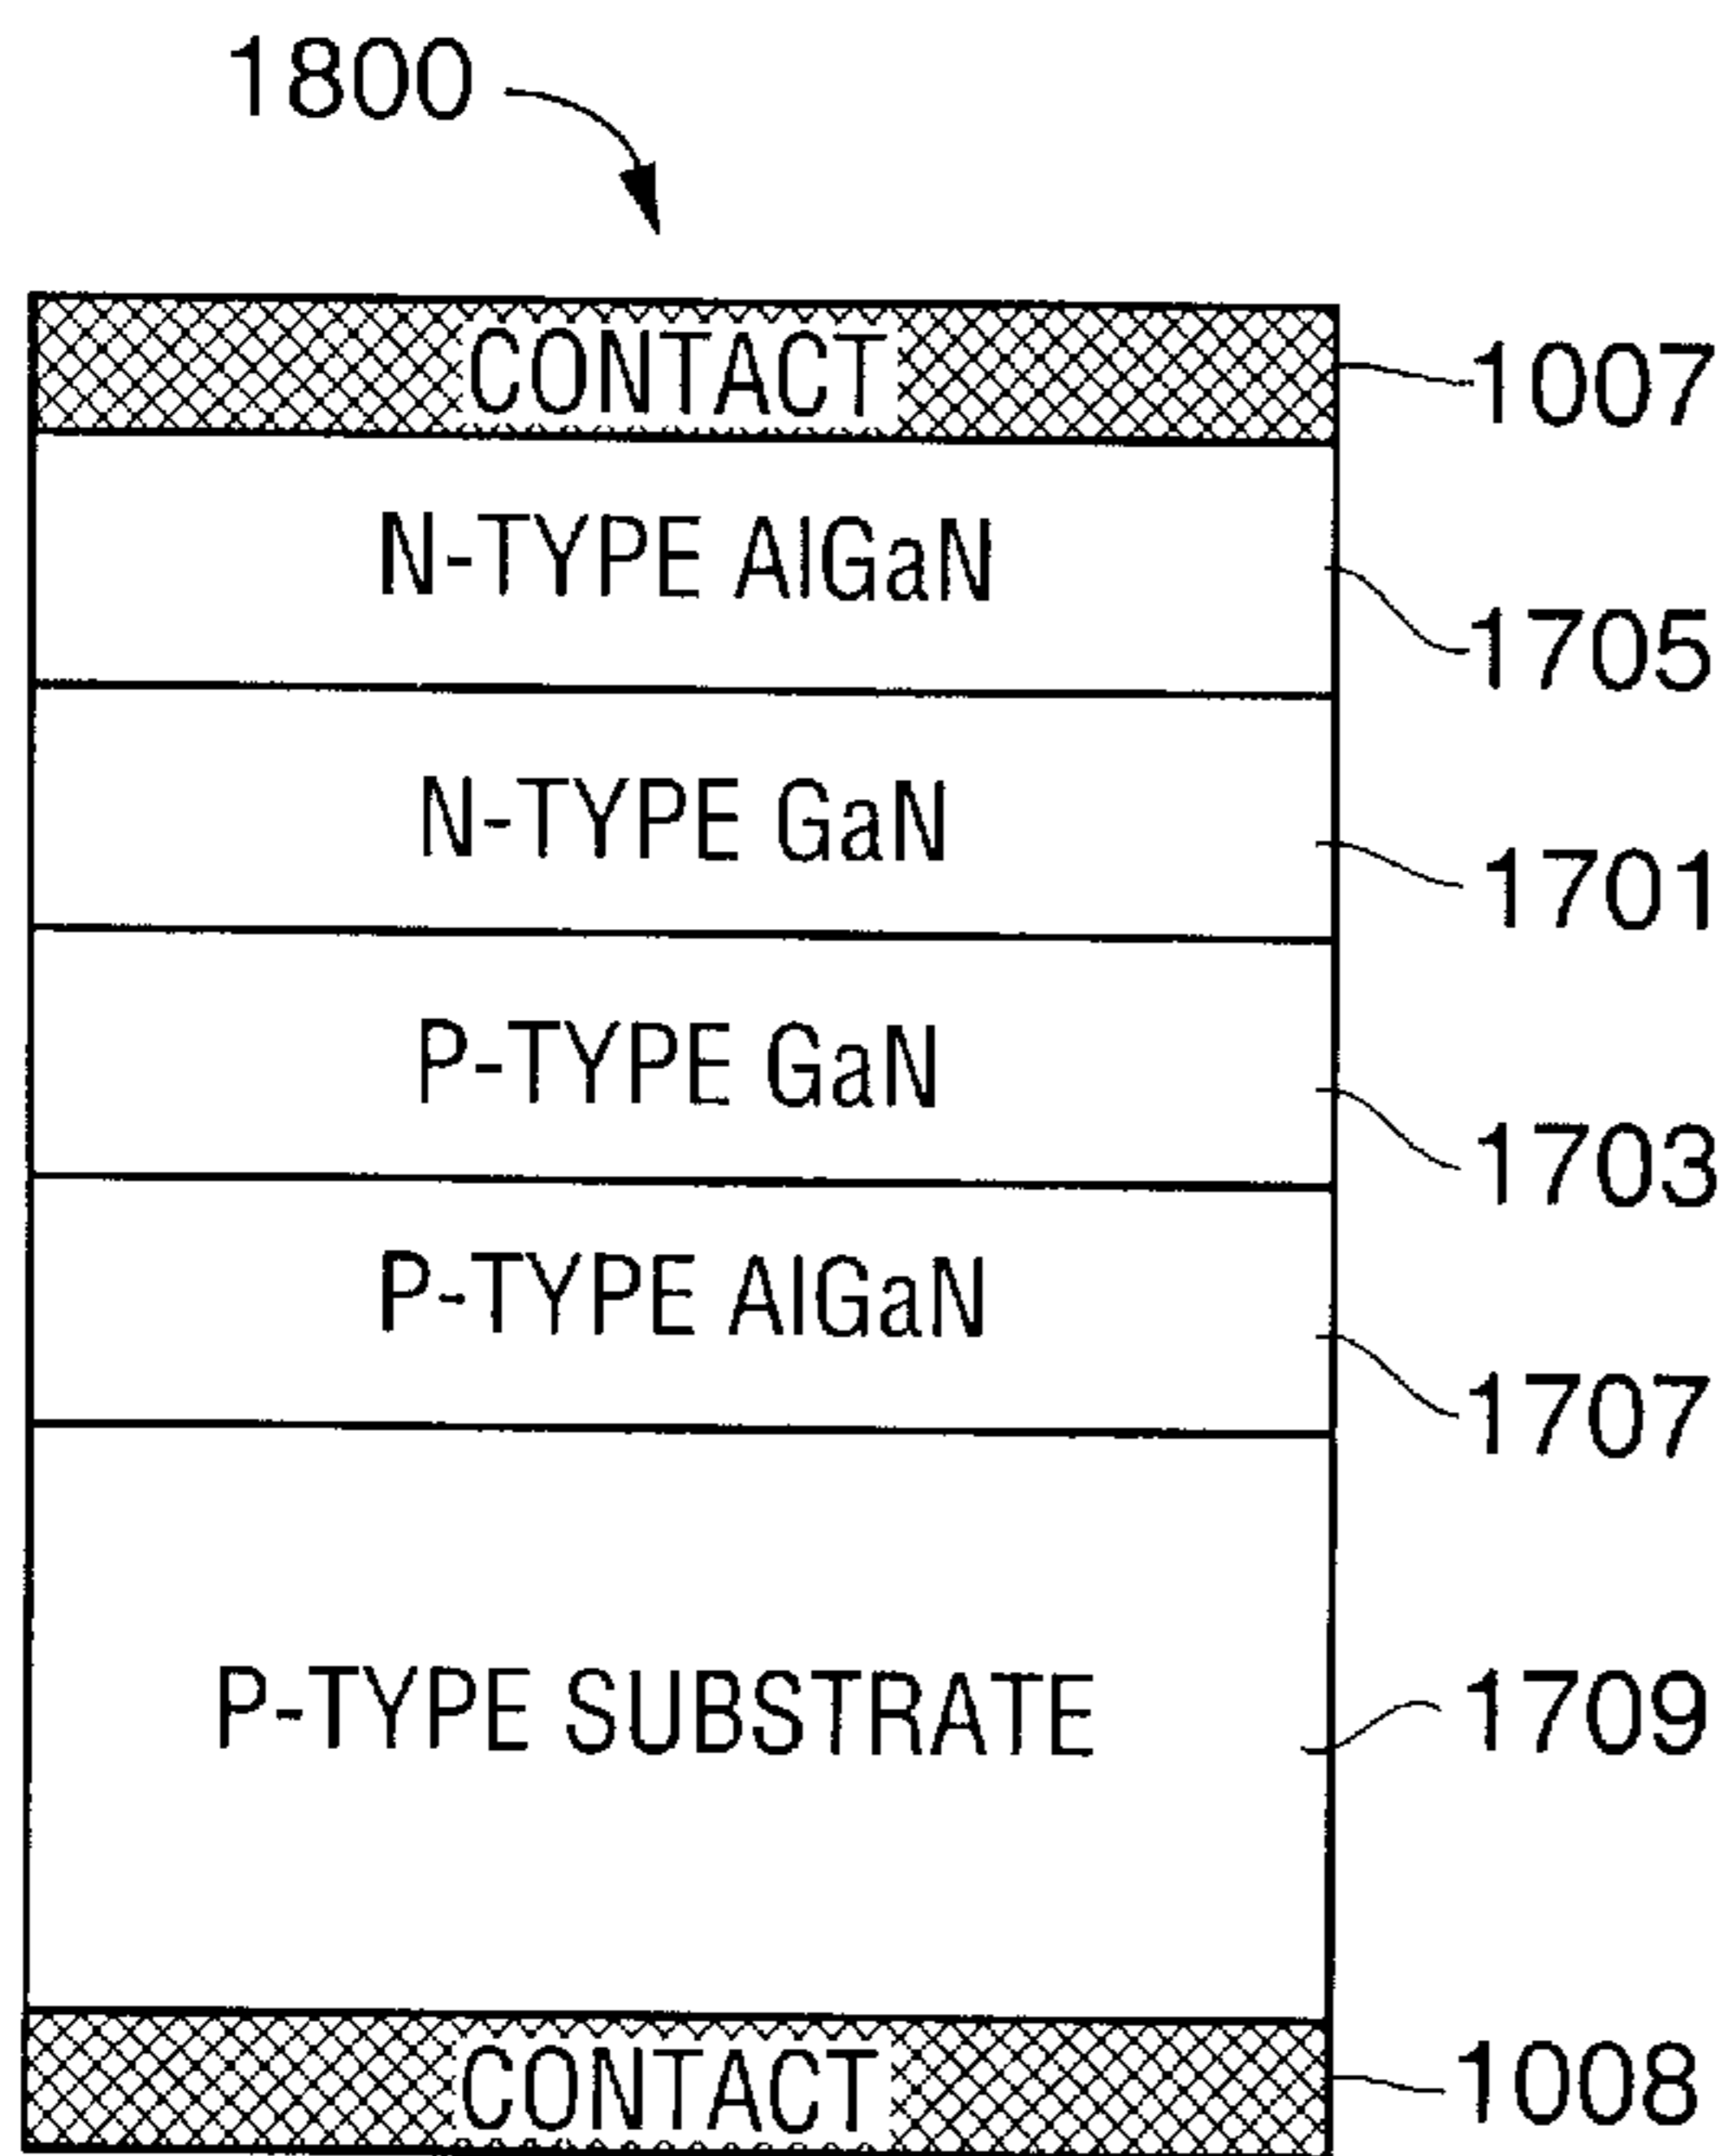 1800
CONTACT 1007
N-TYPE AlGaN 1705
N-TYPE GaN 1701
P-TYPE GaN 1703
P-TYPE AlGaN 1707
P-TYPE SUBSTRATE 1709
CONTACT 1008